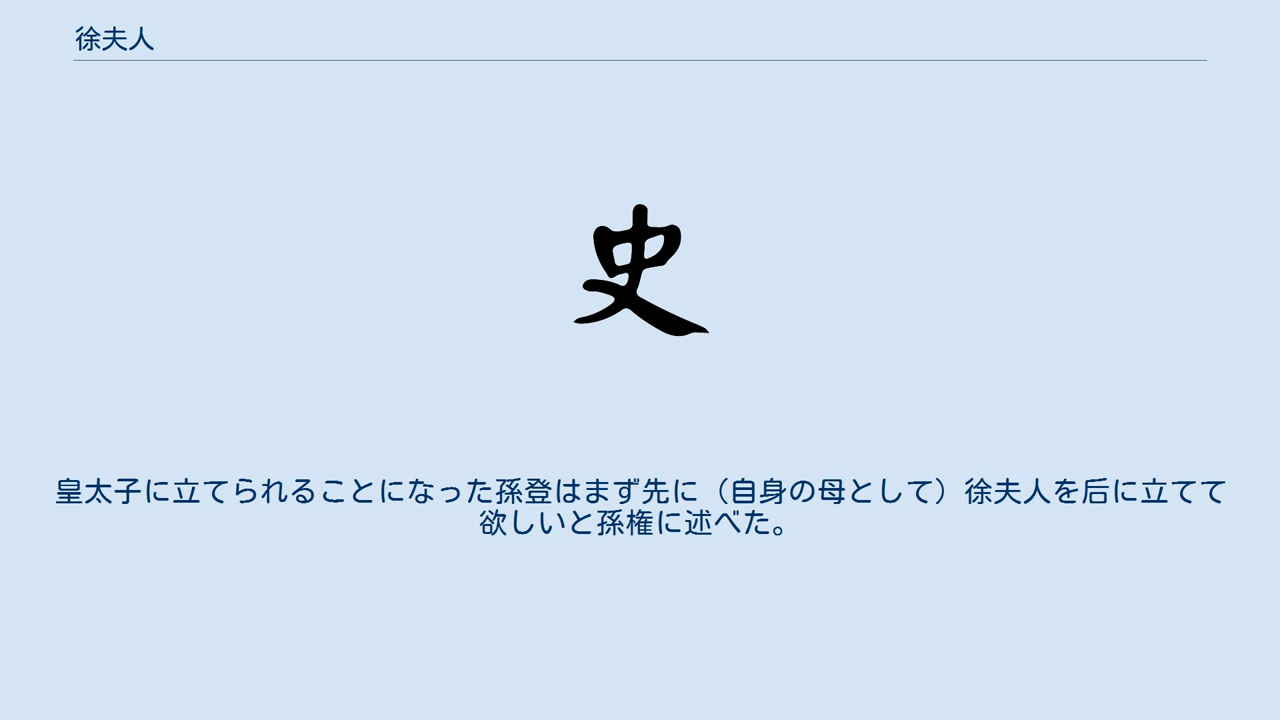 徐夫人
史
皇太子に立てられることになった孫登はまず先に（自身の母として）徐夫人を后に立てて
欲しいと孫権に述べた。